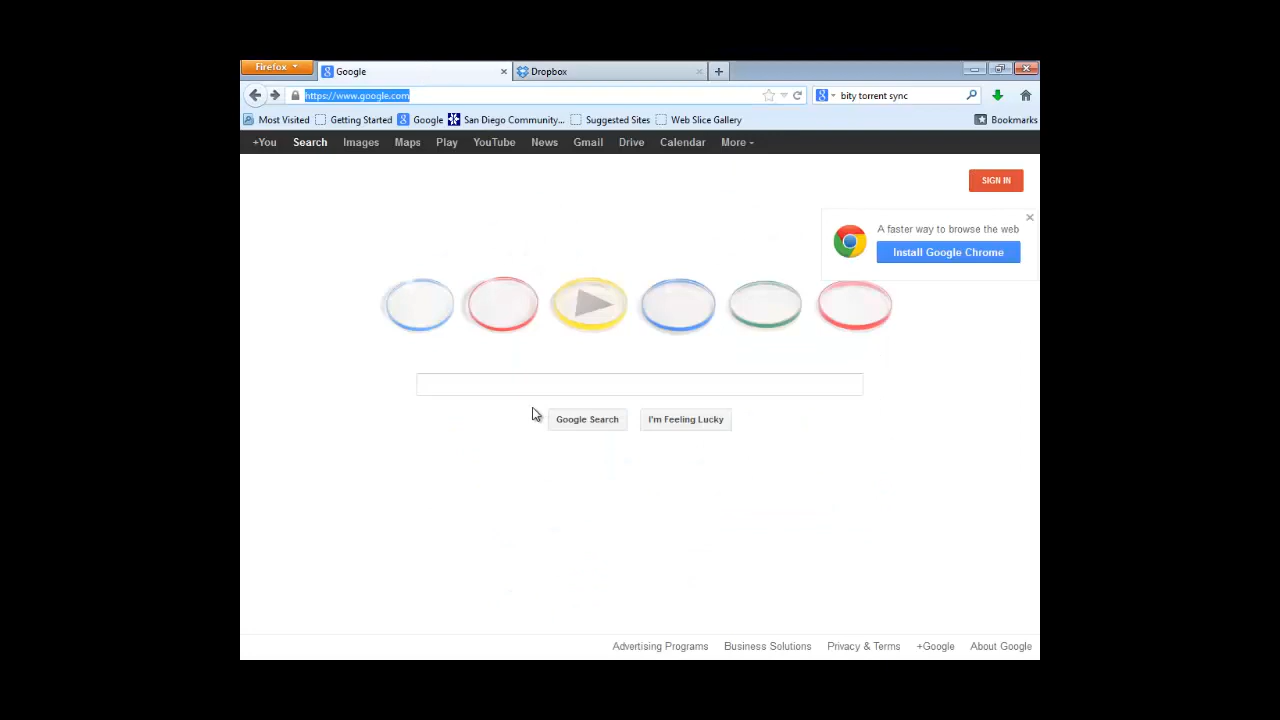 Firefox
Google
Dropbox
https://www.google.com
bity torrent sync
Most Visited Getting Started Google San Diego Community... Suggested Sites Web Slice Gallery Bookmarks
+You Search Images Maps Play YouTube News Gmail Drive Calendar More
SIGN IN
A faster way to browse the web
Install Google Chrome
Google Search I'm Feeling Lucky
Advertising Programs Business Solutions Privacy & Terms +Google About Google